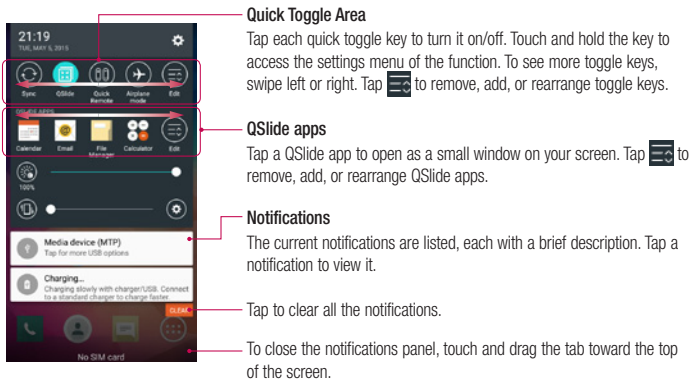 21:19
TUE, MAY 5, 2015
Sync
QSlide
Quick Remote
Airplane mode
Edit
QSLIDE APPS
Calendar
Email
File Manager
Calculator
Edit
100%
Media device (MTP)
Tap for more USB options
Charging...
Charging slowly with charger/USB. Connect
to a standard charger to charge faster.
CLEAR
No SIM card
Quick Toggle Area
Tap each quick toggle key to turn it on/off. Touch and hold the key to
access the settings menu of the function. To see more toggle keys,
swipe left or right. Tap to remove, add, or rearrange toggle keys.
QSlide apps
Tap a QSlide app to open as a small window on your screen. Tap to
remove, add, or rearrange QSlide apps.
Notifications
The current notifications are listed, each with a brief description. Tap a
notification to view it.
Tap to clear all the notifications.
To close the notifications panel, touch and drag the tab toward the top
of the screen.